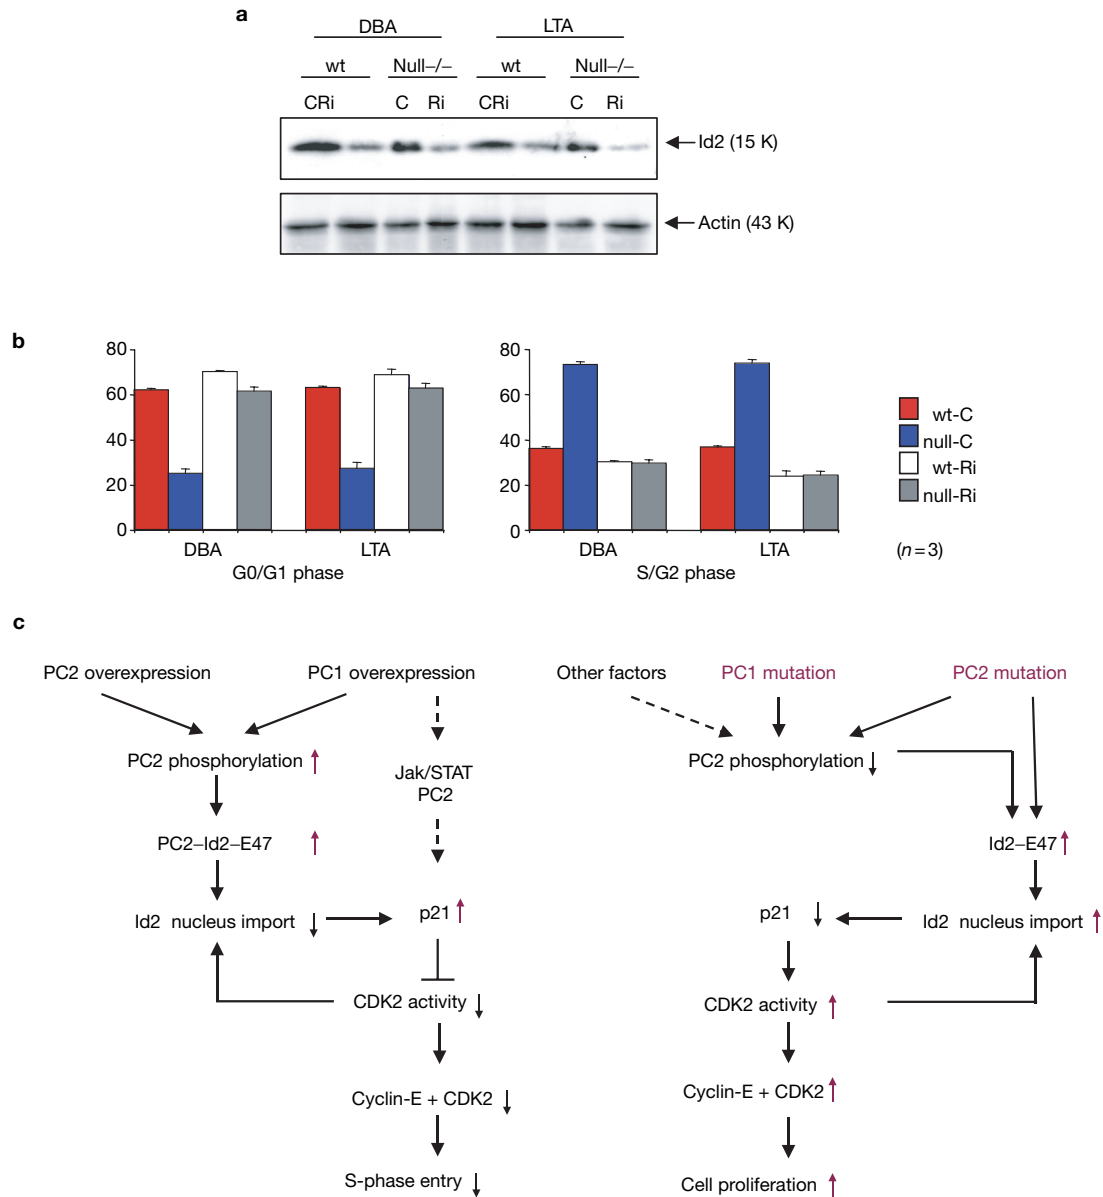 a
DBA LTA
wt Null–/– wt Null–/–
CRi C Ri CRi C Ri
Id2 (15 K)
Actin (43 K)
b
80 80
60 60
40 40
20 20
0 0
DBA LTA DBA LTA
G0/G1 phase S/G2 phase
wt-C
null-C
wt-Ri
null-Ri
(n = 3)
c
PC2 overexpression PC1 overexpression Other factors PC1 mutation PC2 mutation
PC2 phosphorylation PC2 phosphorylation
Jak/STAT
PC2
PC2–Id2–E47 Id2–E47
Id2 nucleus import p21 p21 Id2 nucleus import
CDK2 activity CDK2 activity
Cyclin-E + CDK2 Cyclin-E + CDK2
S-phase entry Cell proliferation